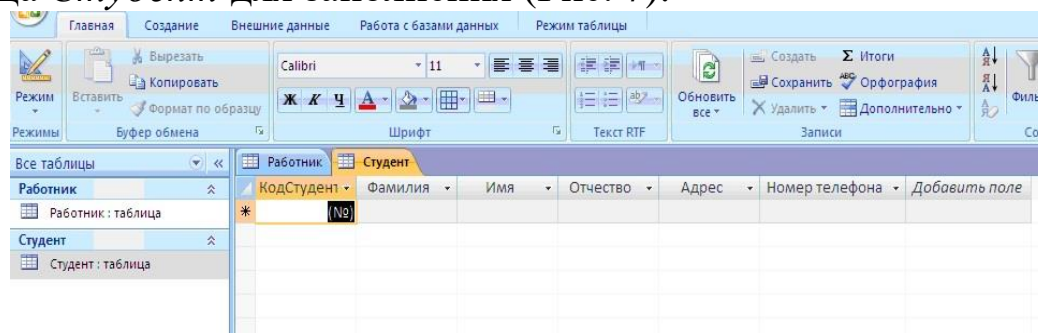 Студент для заполнения
Главная Создание Внешние данные Работа с базами данных Режим таблицы
Режим
Вставить
Вырезать
Копировать
Формат по образцу
Calibri 11
Ж К Ч
Обновить все
Создать Σ Итоги
Сохранить Орфография
Удалить Дополнительно
Режимы Буфер обмена Шрифт Текст RTF Записи
Все таблицы «
Работник Студент
Работник
Работник : таблица
Студент
Студент : таблица
КодСтудент Фамилия Имя Отчество Адрес Номер телефона Добавить поле
* (№)